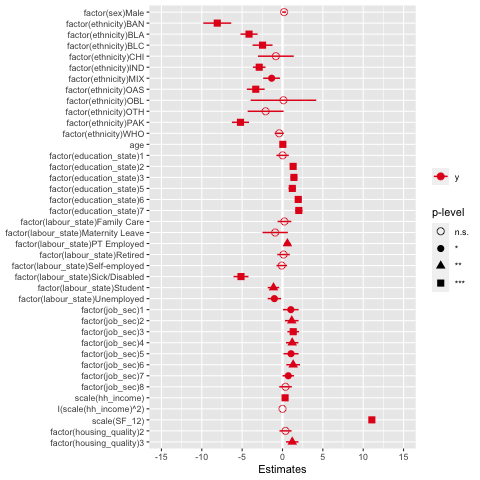 factor(sex)Male
factor(ethnicity)BAN
factor(ethnicity)BLA
factor(ethnicity)BLC
factor(ethnicity)CHI
factor(ethnicity)IND
factor(ethnicity)MIX
factor(ethnicity)OAS
factor(ethnicity)OBL
factor(ethnicity)OTH
factor(ethnicity)PAK
factor(ethnicity)WHO
age
factor(education_state)1
factor(education_state)2
factor(education_state)3
factor(education_state)5
factor(education_state)6
factor(education_state)7
factor(labour_state)Family Care
factor(labour_state)Maternity Leave
factor(labour_state)PT Employed
factor(labour_state)Retired
factor(labour_state)Self-employed
factor(labour_state)Sick/Disabled
factor(labour_state)Student
factor(labour_state)Unemployed
factor(job_sec)1
factor(job_sec)2
factor(job_sec)3
factor(job_sec)4
factor(job_sec)5
factor(job_sec)6
factor(job_sec)7
factor(job_sec)8
scale(hh_income)
I(scale(hh_income)^2)
scale(SF_12)
factor(housing_quality)2
factor(housing_quality)3
-15 -10 -5 0 5 10 15
Estimates
y
p-level
n.s.
*
**
***